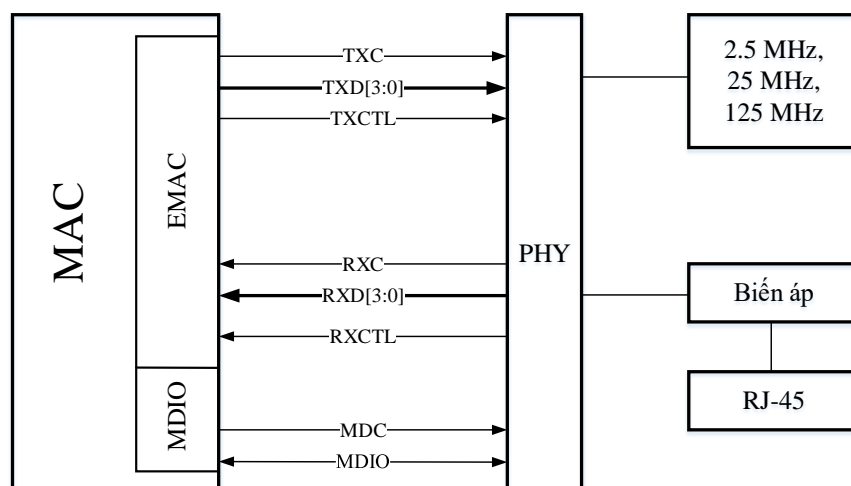 MAC
EMAC
MDIO
TXC
TXD[3:0]
TXCTL
RXC
RXD[3:0]
RXCTL
MDC
MDIO
PHY
2.5 MHz,
25 MHz,
125 MHz
Biến áp
RJ-45